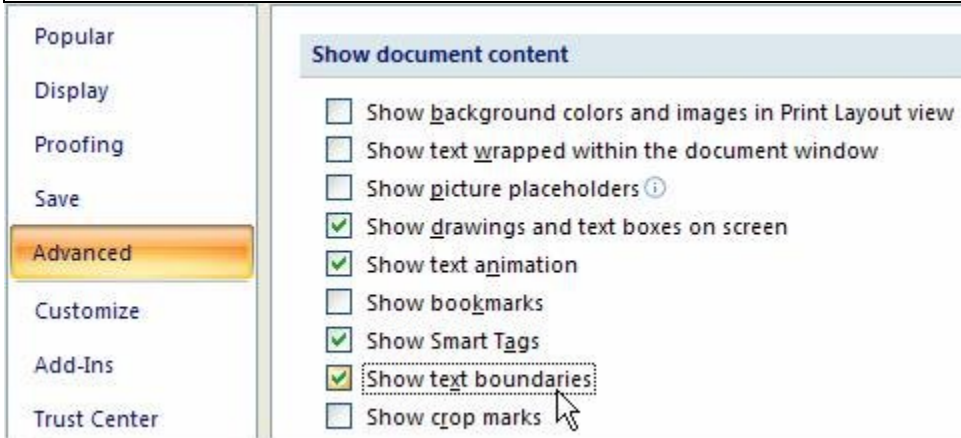 Popular
Display
Proofing
Save
Advanced
Customize
Add-Ins
Trust Center
Show document content
Show background colors and images in Print Layout view
Show text wrapped within the document window
Show picture placeholders
Show drawings and text boxes on screen
Show text animation
Show bookmarks
Show Smart Tags
Show text boundaries
Show crop marks